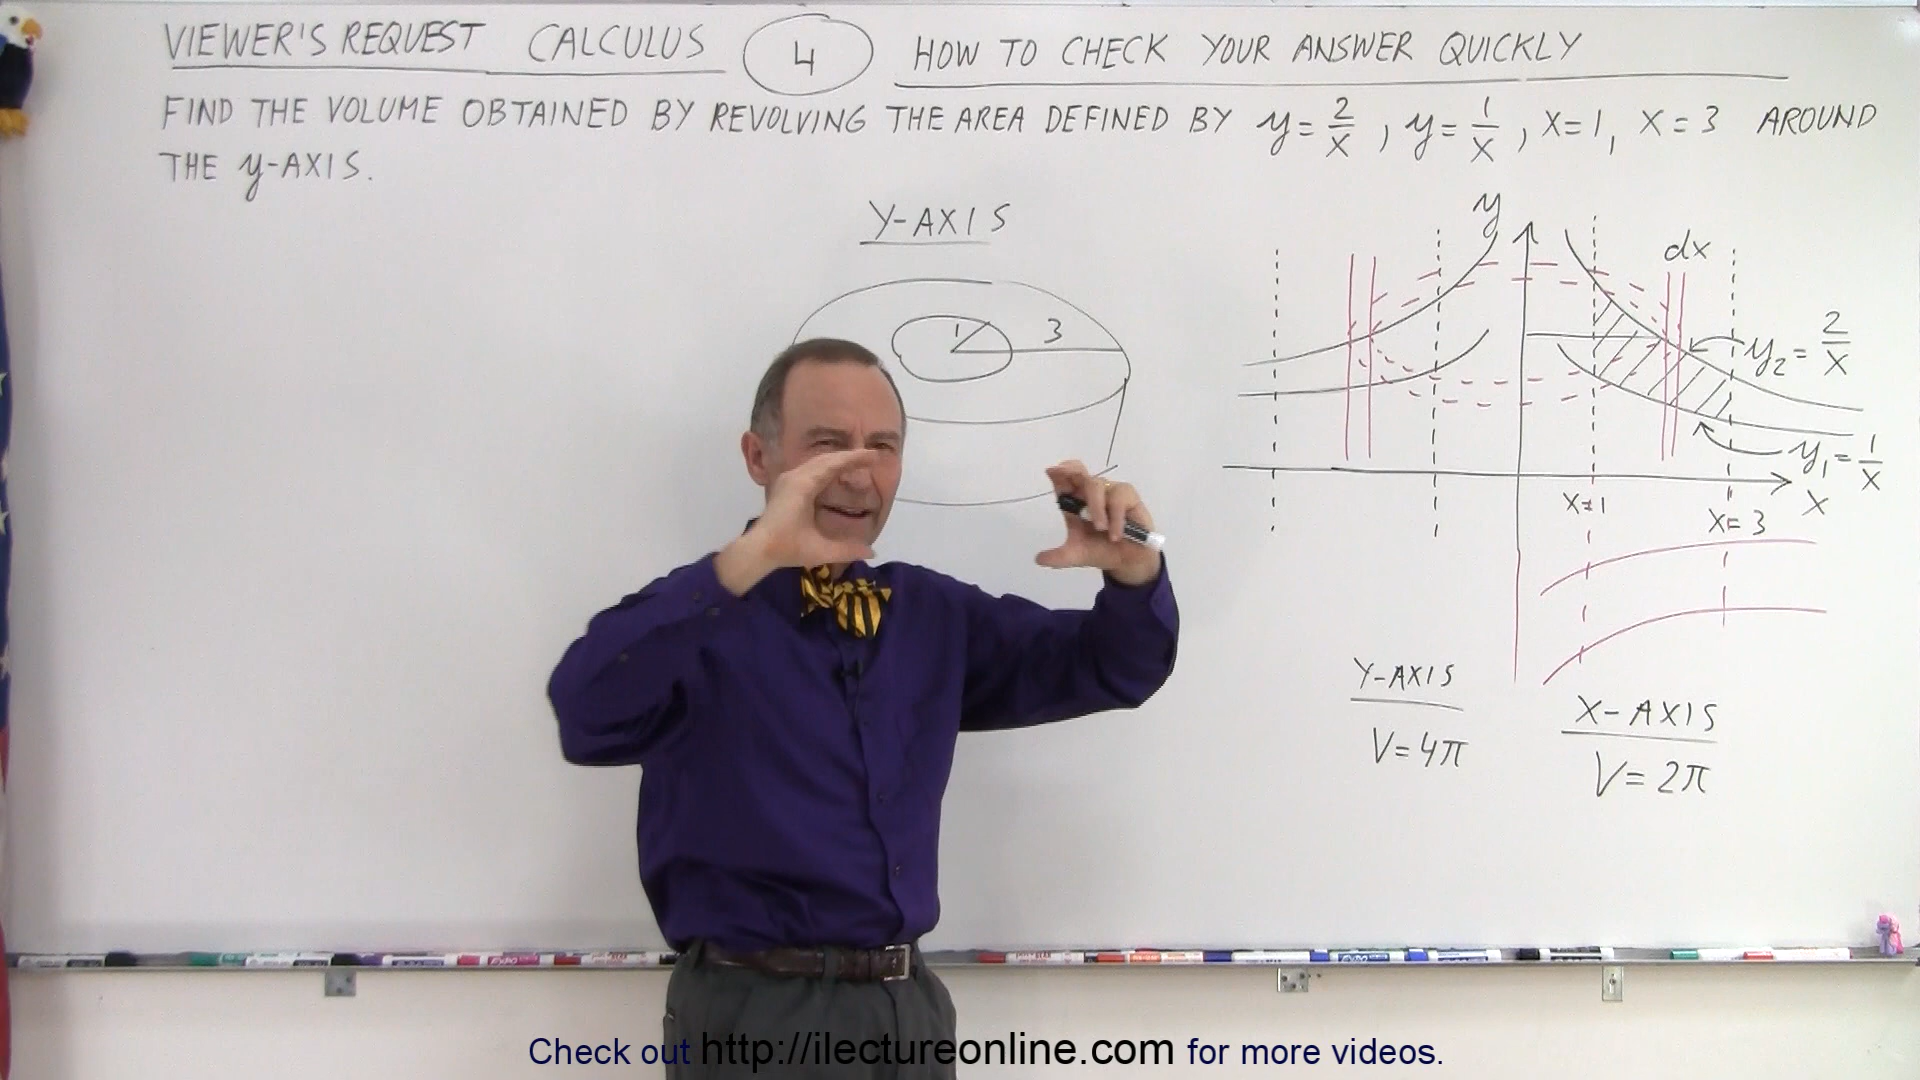 VIEWER'S REQUEST CALCULUS 4 HOW TO CHECK YOUR ANSWER QUICKLY
FIND THE VOLUME OBTAINED BY REVOLVING THE AREA DEFINED BY y = 2/x , y = 1/x , x=1, x=3 AROUND
THE y-AXIS.
Y-AXIS
1
3
y
dx
y₂ = 2/x
y₁ = 1/x
x
x=1
x=3
Y-AXIS
V=4π
X-AXIS
V=2π
Check out http://ilectureonline.com for more videos.